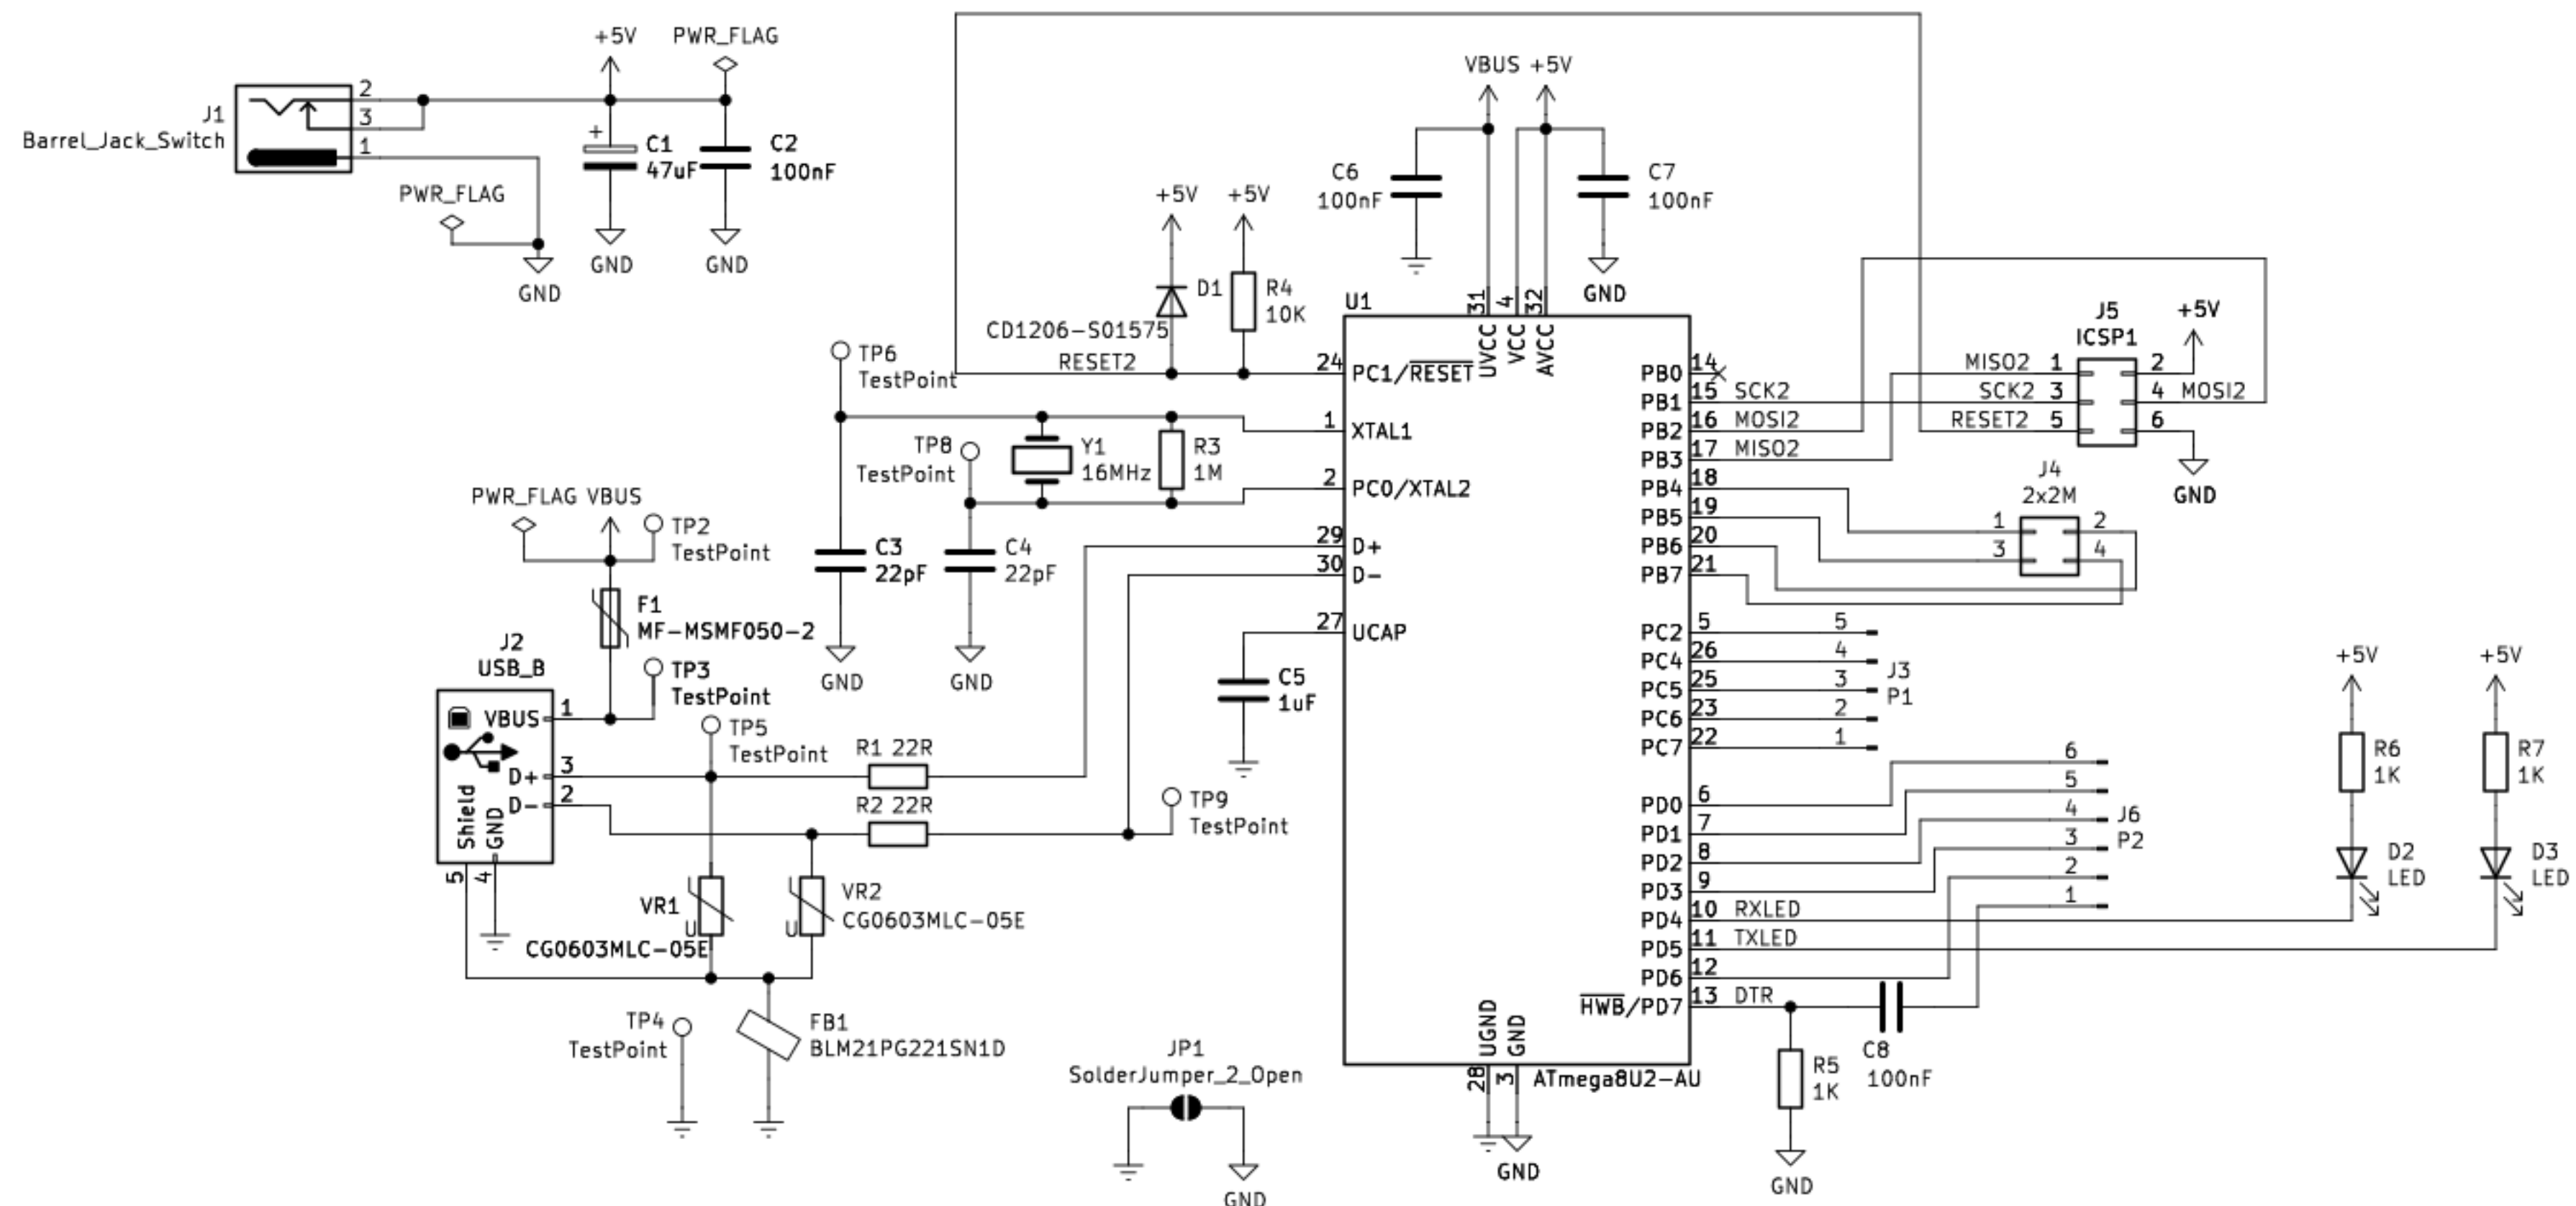 +5V
PWR_FLAG
J1
Barrel_Jack_Switch
2
3
1
+
C1
47uF
C2
100nF
PWR_FLAG
GND
GND
GND
VBUS
+5V
C6
100nF
C7
100nF
GND
+5V
+5V
D1
CD1206-S01575
R4
10K
RESET2
TP6
TestPoint
TP8
TestPoint
Y1
16MHz
R3
1M
C3
22pF
C4
22pF
GND
GND
PWR_FLAG
VBUS
TP2
TestPoint
F1
MF-MSMF050-2
J2
USB_B
TP3
TestPoint
VBUS
1
D+
3
D-
2
Shield
GND
5
4
TP5
TestPoint
R1 22R
R2 22R
TP9
TestPoint
VR1
U
CG0603MLC-05E
VR2
U
CG0603MLC-05E
TP4
TestPoint
FB1
BLM21PG221SN1D
JP1
SolderJumper_2_Open
GND
C5
1uF
U1
31
4
32
UVCC
VCC
AVCC
24
PC1/RESET
1
XTAL1
2
PC0/XTAL2
29
D+
30
D-
27
UCAP
PB0
14
PB1
15
SCK2
PB2
16
MOSI2
PB3
17
MISO2
PB4
18
PB5
19
PB6
20
PB7
21
PC2
5
PC4
26
PC5
25
PC6
23
PC7
22
PD0
6
PD1
7
PD2
8
PD3
9
PD4
10
RXLED
PD5
11
TXLED
PD6
12
HWB/PD7
13
DTR
UGND
GND
28
3
ATmega8U2-AU
GND
J5
ICSP1
+5V
MISO2
1
2
SCK2
3
4
MOSI2
RESET2
5
6
GND
J4
2x2M
1
2
3
4
5
4
3
2
1
J3
P1
6
5
4
3
2
1
J6
P2
+5V
R6
1K
D2
LED
+5V
R7
1K
D3
LED
C8
100nF
R5
1K
GND